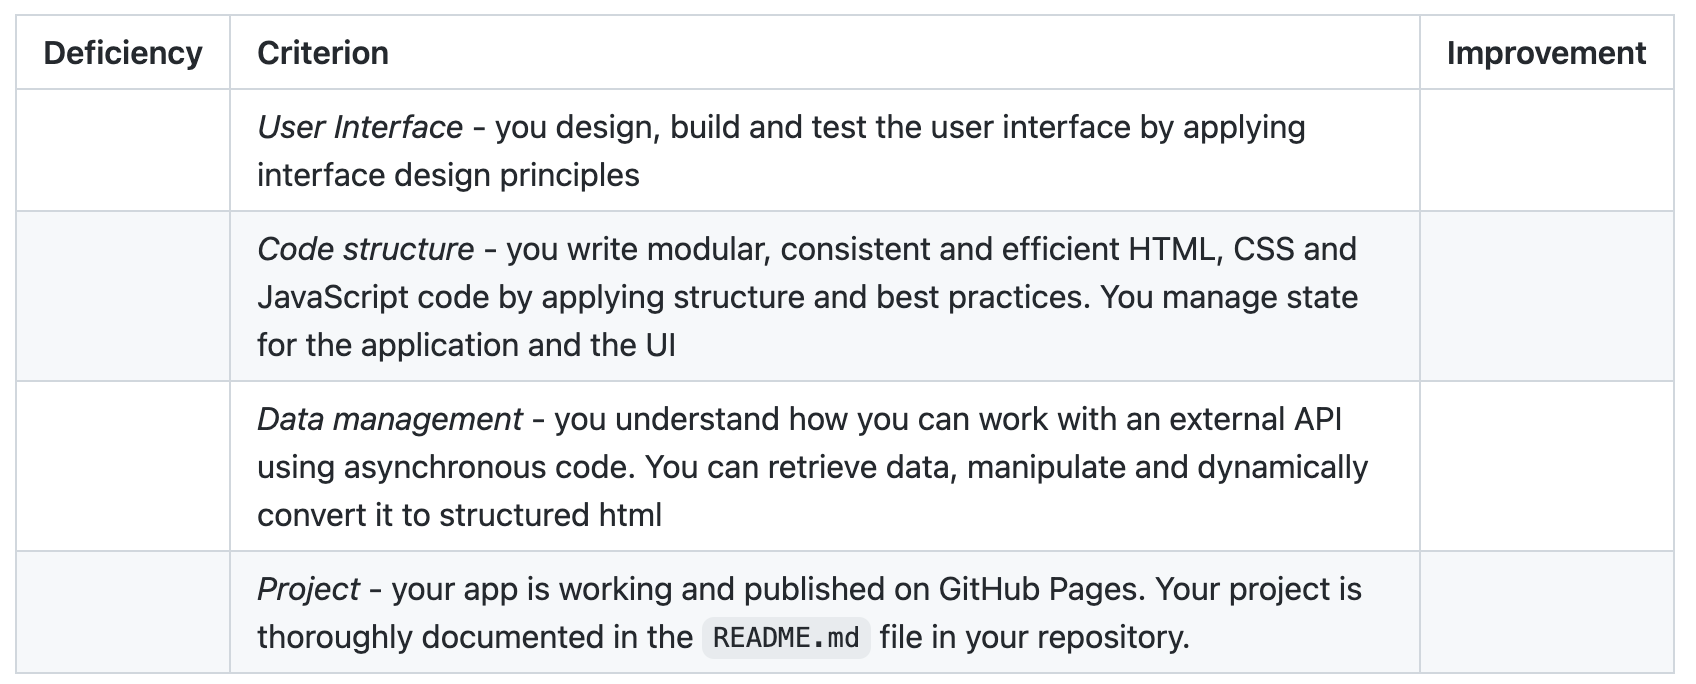 Deficiency Criterion Improvement
User Interface - you design, build and test the user interface by applying
interface design principles
Code structure - you write modular, consistent and efficient HTML, CSS and
JavaScript code by applying structure and best practices. You manage state
for the application and the UI
Data management - you understand how you can work with an external API
using asynchronous code. You can retrieve data, manipulate and dynamically
convert it to structured html
Project - your app is working and published on GitHub Pages. Your project is
thoroughly documented in the README.md file in your repository.